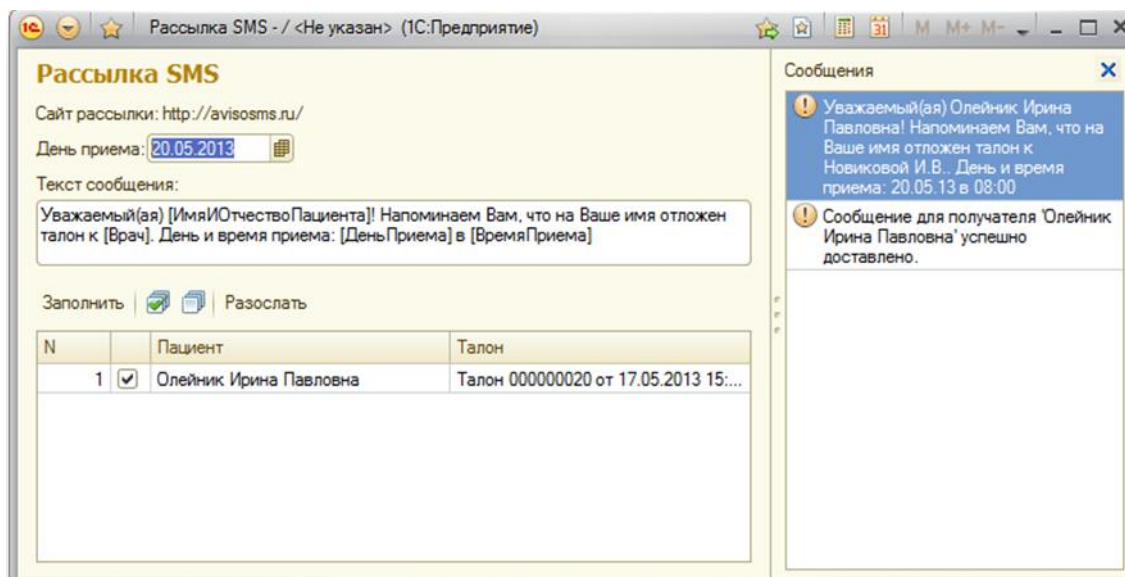 Рассылка SMS - / <Не указан> (1С:Предприятие)
M M+ M-
Рассылка SMS
Сайт рассылки: http://avisosms.ru/
День приема: 20.05.2013
Текст сообщения:
Уважаемый(ая) [ИмяИОтчествоПациента]! Напоминаем Вам, что на Ваше имя отложен
талон к [Врач]. День и время приема: [ДеньПриема] в [ВремяПриема]
Заполнить Разослать
N Пациент Талон
1 Олейник Ирина Павловна Талон 000000020 от 17.05.2013 15:...
Сообщения
Уважаемый(ая) Олейник Ирина
Павловна! Напоминаем Вам, что на
Ваше имя отложен талон к
Новиковой И.В.. День и время
приема: 20.05.13 в 08:00
Сообщение для получателя 'Олейник
Ирина Павловна' успешно
доставлено.